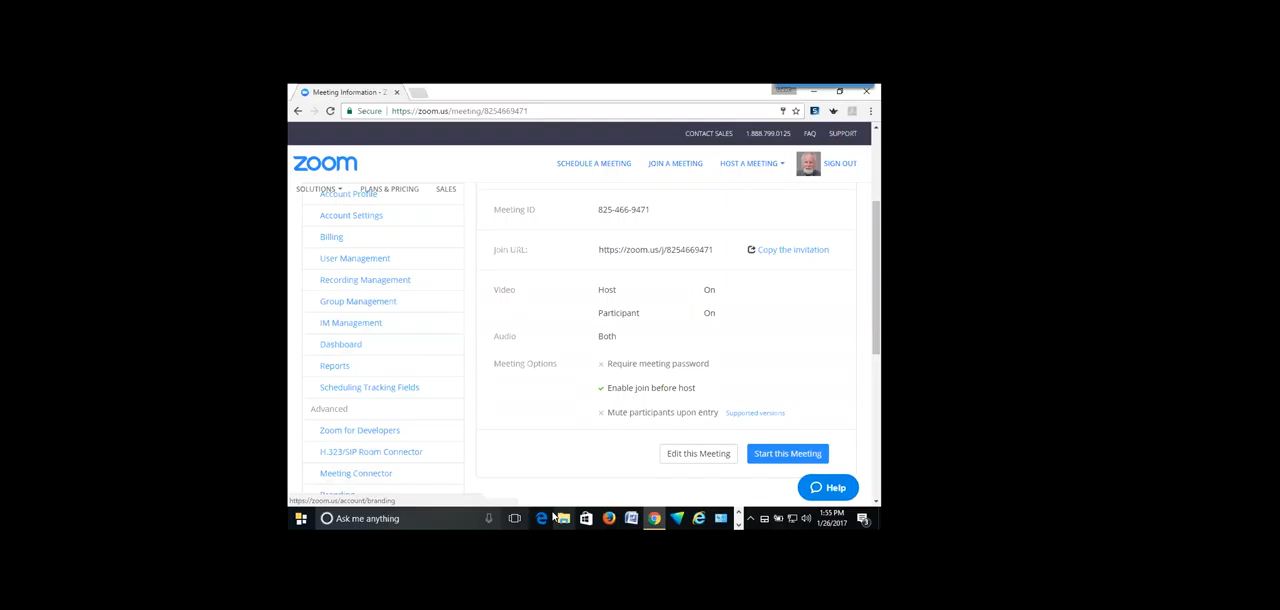 Meeting Information - Z
Secure https://zoom.us/meeting/8254669471
CONTACT SALES 1.888.799.0125 FAQ SUPPORT
zoom SCHEDULE A MEETING JOIN A MEETING HOST A MEETING SIGN OUT
SOLUTIONS PLANS & PRICING SALES
Account Profile
Account Settings
Billing
User Management
Recording Management
Group Management
IM Management
Dashboard
Reports
Scheduling Tracking Fields
Advanced
Zoom for Developers
H.323/SIP Room Connector
Meeting Connector
Branding
Meeting ID 825-466-9471
Join URL: https://zoom.us/j/8254669471 Copy the invitation
Video Host On
Participant On
Audio Both
Meeting Options Require meeting password
Enable join before host
Mute participants upon entry Supported versions
Edit this Meeting Start this Meeting
Help
https://zoom.us/account/branding
Ask me anything
1:55 PM
1/26/2017